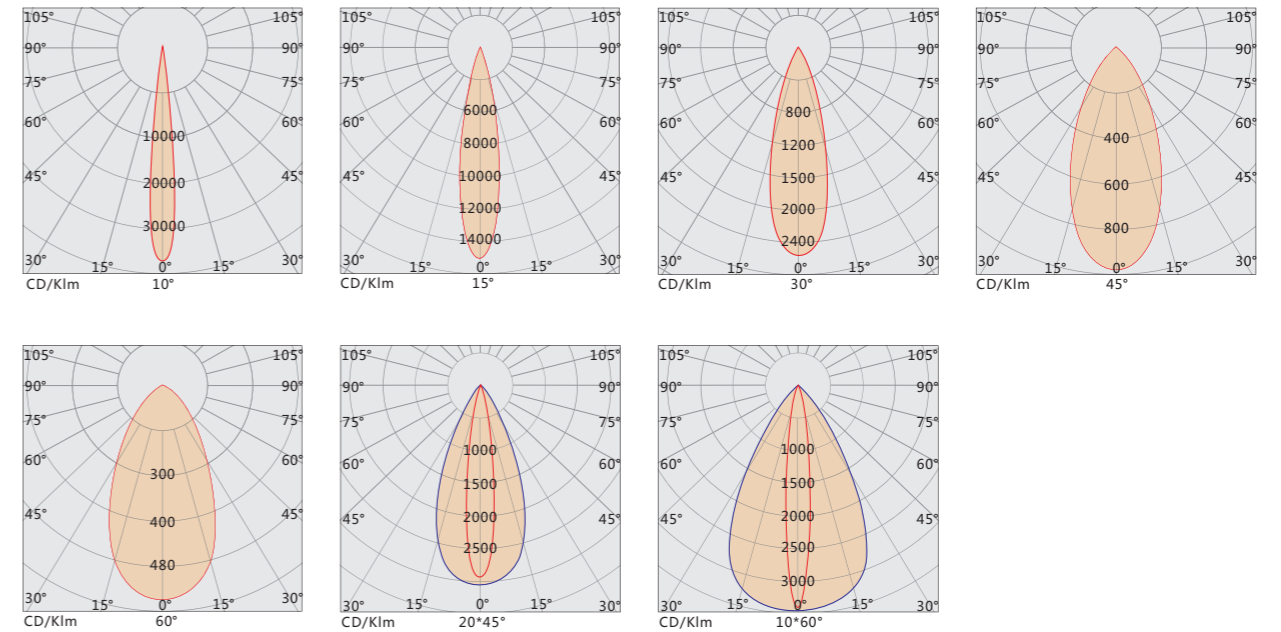 105° 105° 105° 105° 105° 105° 105° 105°
90° 90° 90° 90° 90° 90° 90° 90°
75° 75° 75° 75° 75° 75° 75° 75°
6000 800
60° 60° 60° 60° 60° 60° 60° 60°
10000 8000 1200 400
45° 20000 45° 45° 10000 45° 45° 1500 45° 45° 600 45°
12000 2000
30000 14000 2400 800
30° 15° 0° 15° 30° 30° 15° 0° 15° 30° 30° 15° 0° 15° 30° 30° 15° 0° 15° 30°
CD/Klm 10° CD/Klm 15° CD/Klm 30° CD/Klm 45°
105° 105° 105° 105° 105° 105°
90° 90° 90° 90° 90° 90°
75° 75° 75° 75° 75° 75°
1000 1000
60° 300 60° 60° 60° 60° 60°
1500 1500
45° 400 45° 45° 2000 45° 45° 2000 45°
480 2500 2500
3000
30° 15° 0° 15° 30° 30° 15° 0° 15° 30° 30° 15° 0° 15° 30°
CD/Klm 60° CD/Klm 20*45° CD/Klm 10*60°